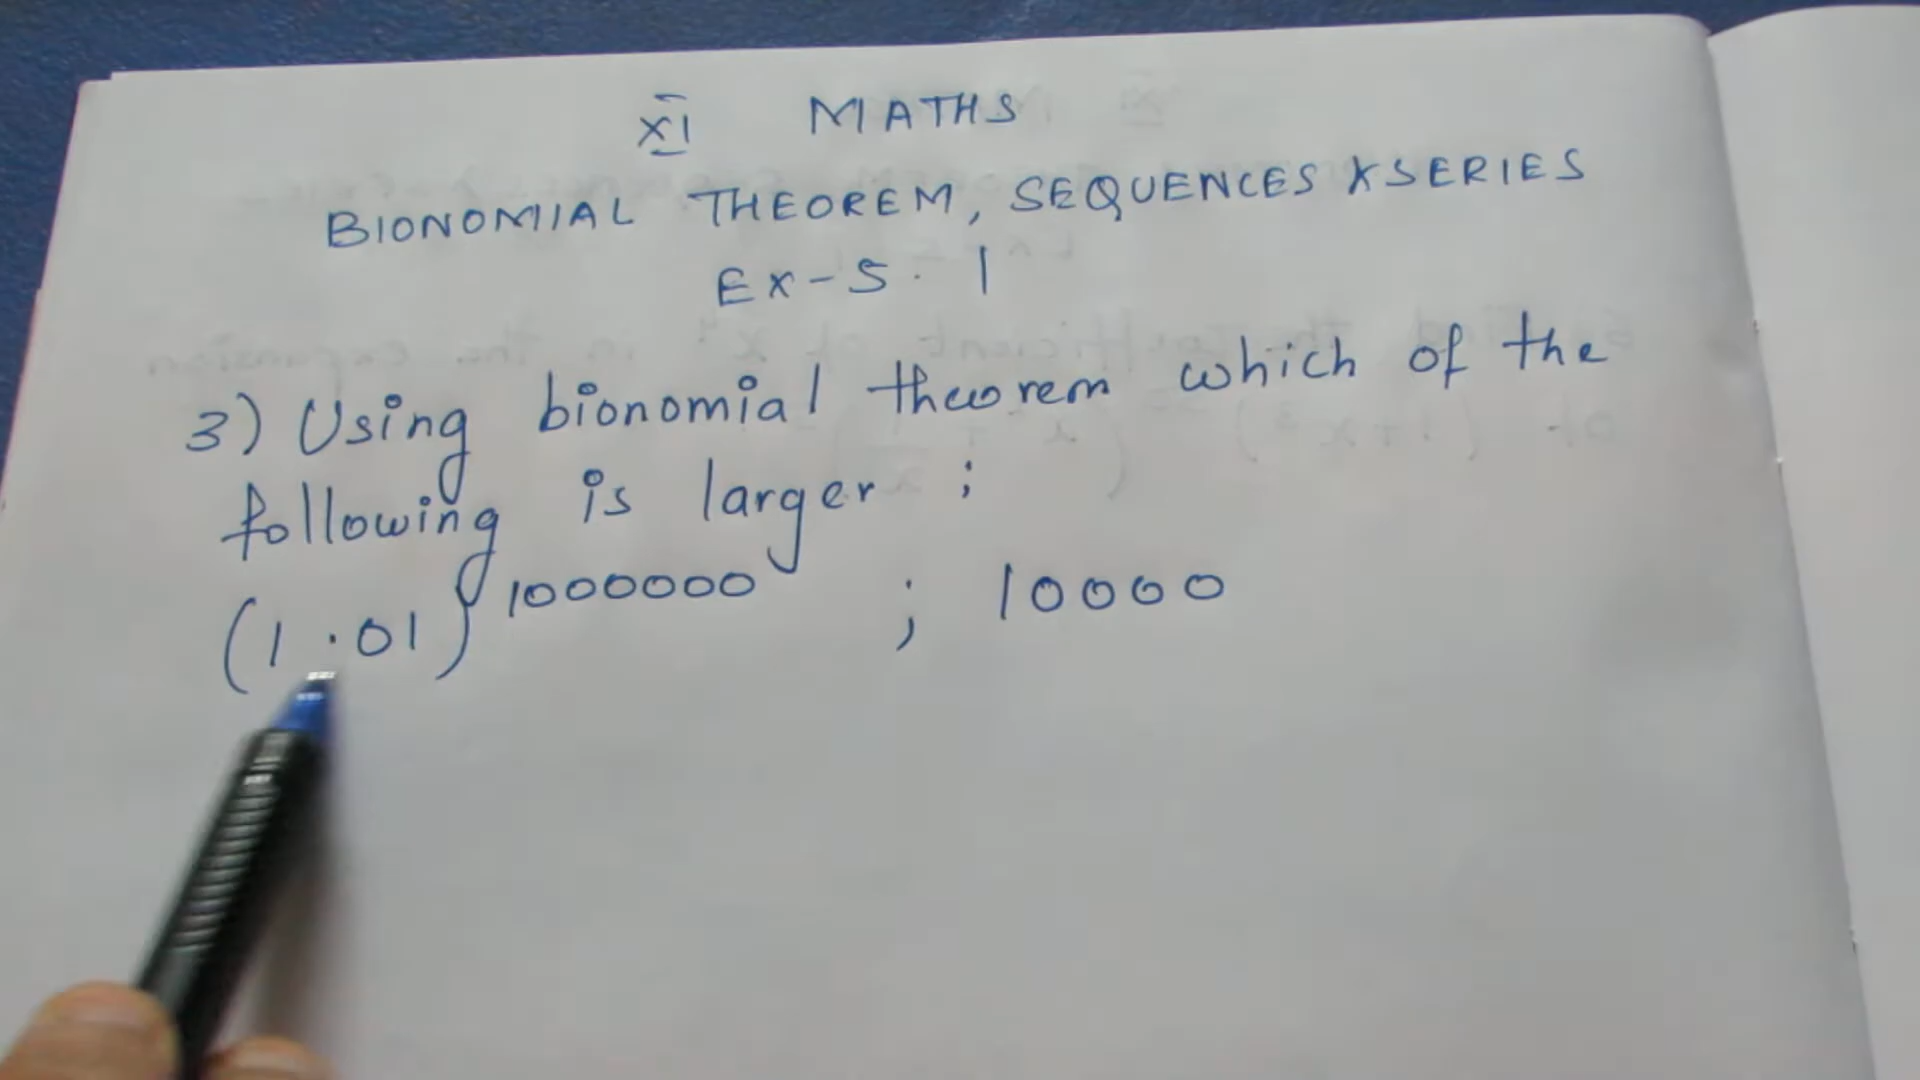 XI MATHS
BIONOMIAL THEOREM, SEQUENCES & SERIES
Ex-5.1
3) Using bionomial theorem which of the
following is larger ;
(1.01)^1000000 ; 10000